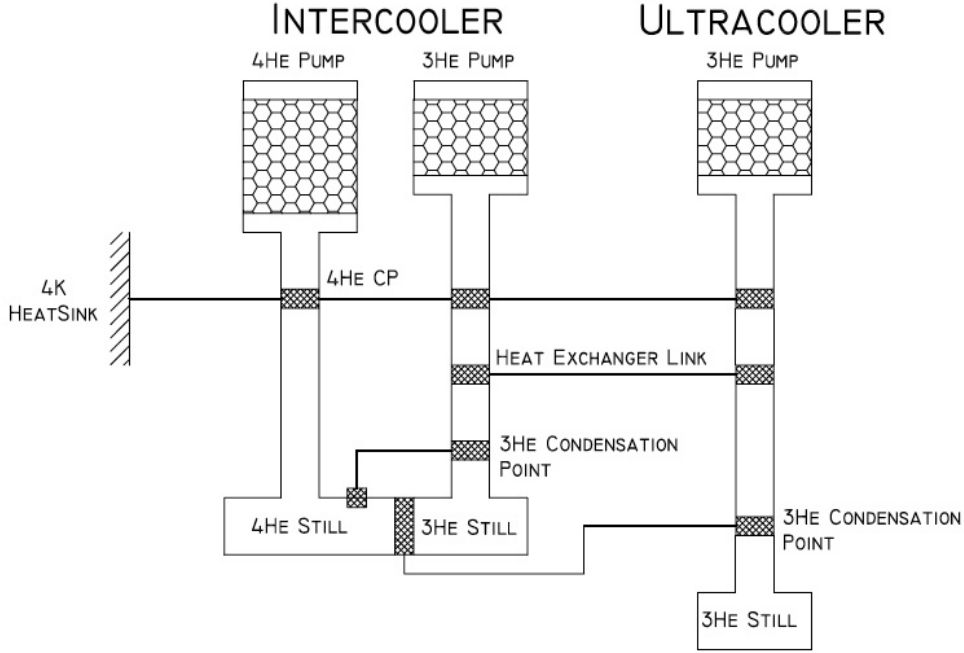 INTERCOOLER
ULTRACOOLER
4HE PUMP
3HE PUMP
3HE PUMP
4K
HEATSINK
4HE CP
HEAT EXCHANGER LINK
3HE CONDENSATION
POINT
4HE STILL
3HE STILL
3HE CONDENSATION
POINT
3HE STILL